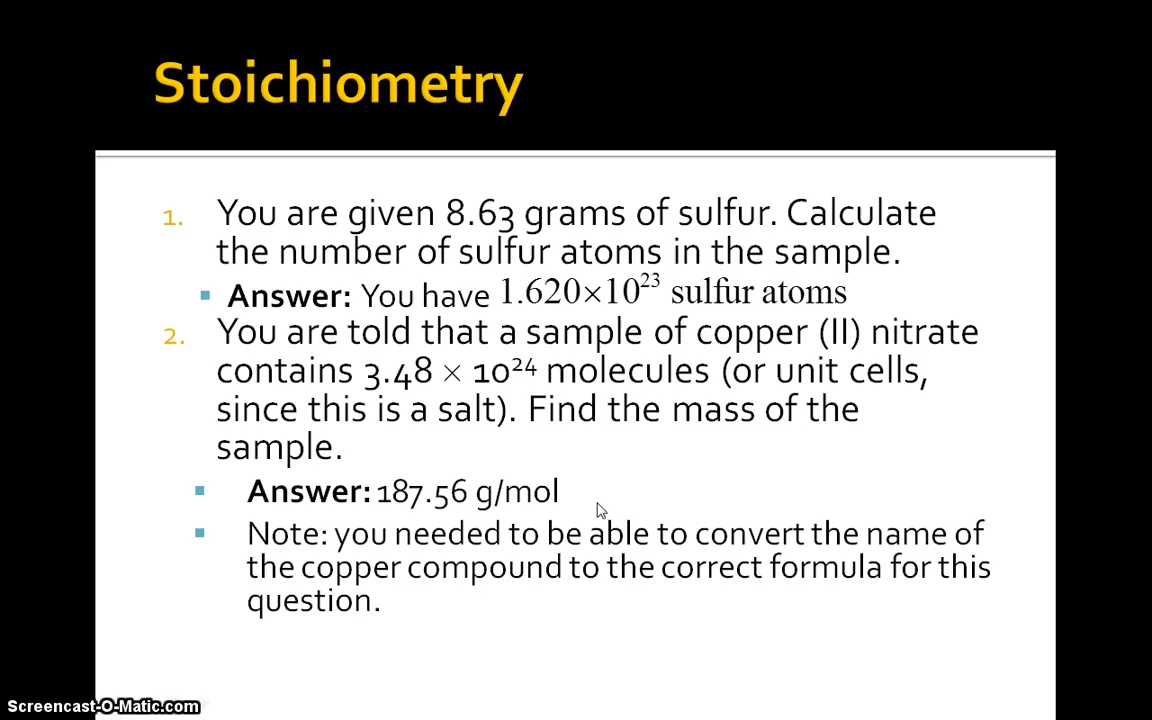 Stoichiometry
1. You are given 8.63 grams of sulfur. Calculate
the number of sulfur atoms in the sample.
▪ Answer: You have 1.620×10²³ sulfur atoms
2. You are told that a sample of copper (II) nitrate
contains 3.48 × 10²⁴ molecules (or unit cells,
since this is a salt). Find the mass of the
sample.
▪ Answer: 187.56 g/mol
▪ Note: you needed to be able to convert the name of
the copper compound to the correct formula for this
question.
Screencast-O-Matic.com